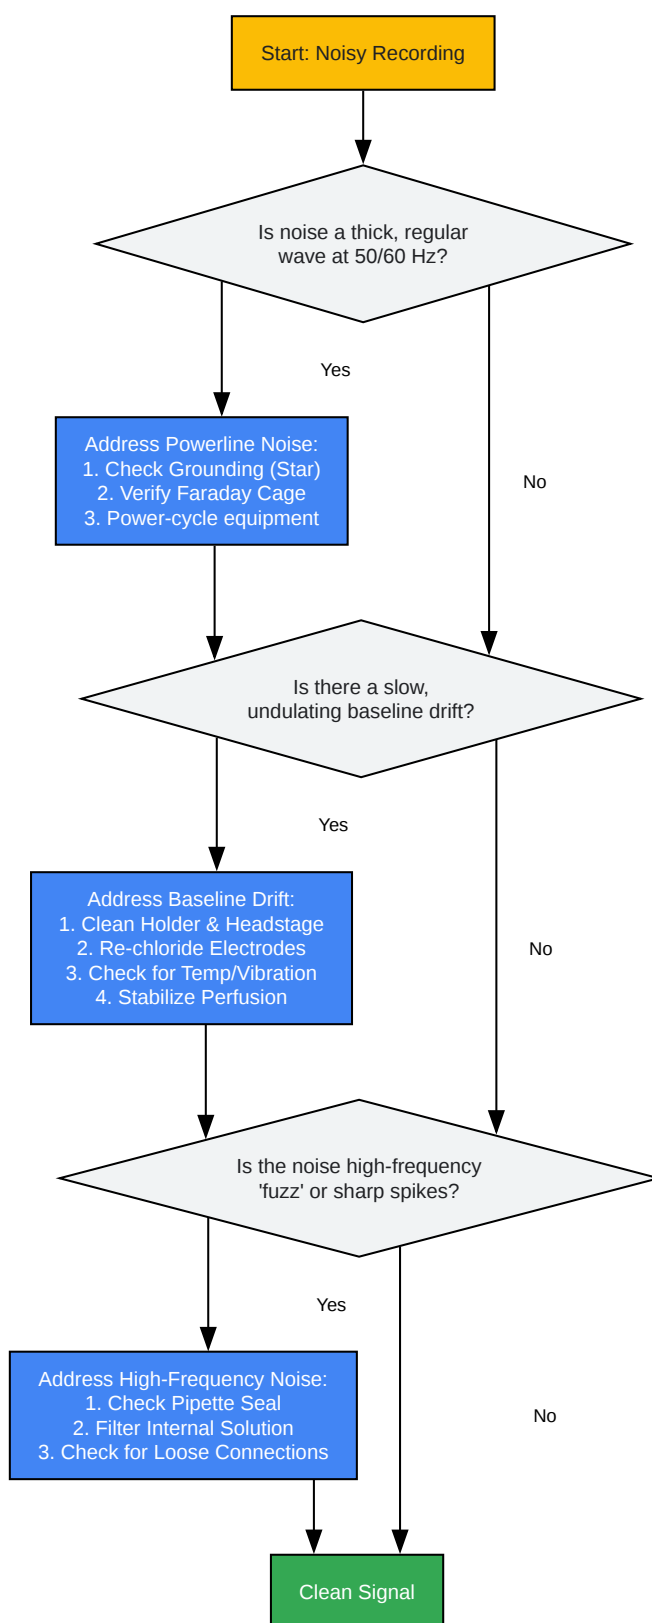 Start: Noisy Recording
Is noise a thick, regular
wave at 50/60 Hz?
Yes
Address Powerline Noise:
1. Check Grounding (Star)
2. Verify Faraday Cage
3. Power-cycle equipment
No
Is there a slow,
undulating baseline drift?
Yes
Address Baseline Drift:
1. Clean Holder & Headstage
2. Re-chloride Electrodes
3. Check for Temp/Vibration
4. Stabilize Perfusion
No
Is the noise high-frequency
'fuzz' or sharp spikes?
Yes
Address High-Frequency Noise:
1. Check Pipette Seal
2. Filter Internal Solution
3. Check for Loose Connections
No
Clean Signal